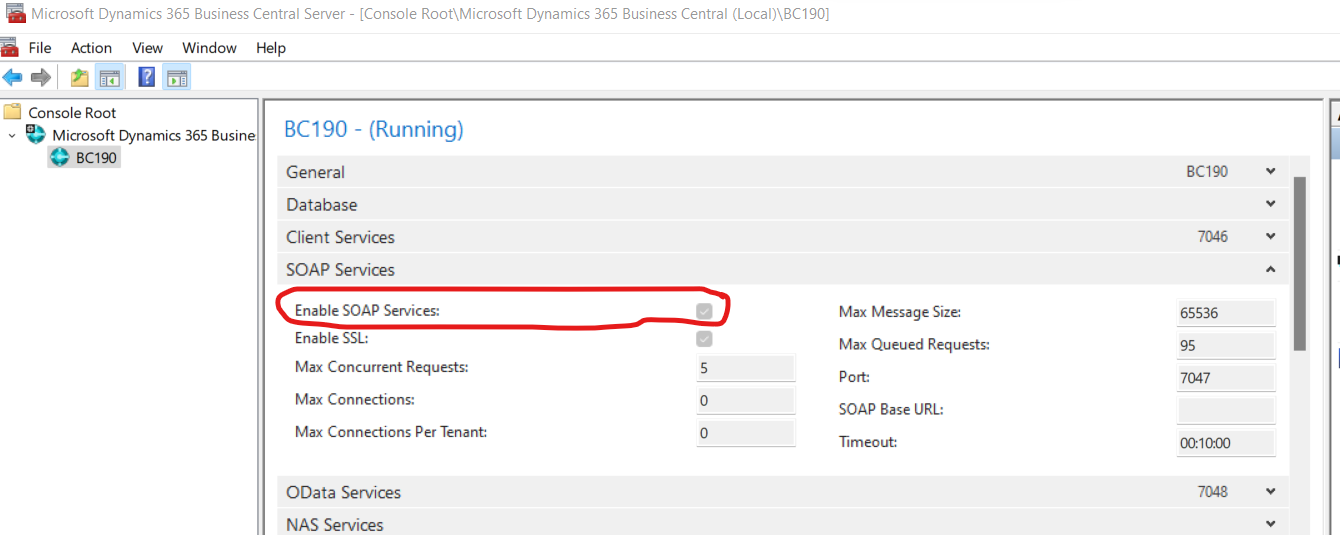 Microsoft Dynamics 365 Business Central Server - [Console Root\Microsoft Dynamics 365 Business Central (Local)\BC190]
File Action View Window Help
Console Root
Microsoft Dynamics 365 Busine
BC190
BC190 - (Running)
General BC190
Database
Client Services 7046
SOAP Services
Enable SOAP Services:
Enable SSL:
Max Concurrent Requests: 5
Max Connections: 0
Max Connections Per Tenant: 0
Max Message Size: 65536
Max Queued Requests: 95
Port: 7047
SOAP Base URL:
Timeout: 00:10:00
OData Services 7048
NAS Services